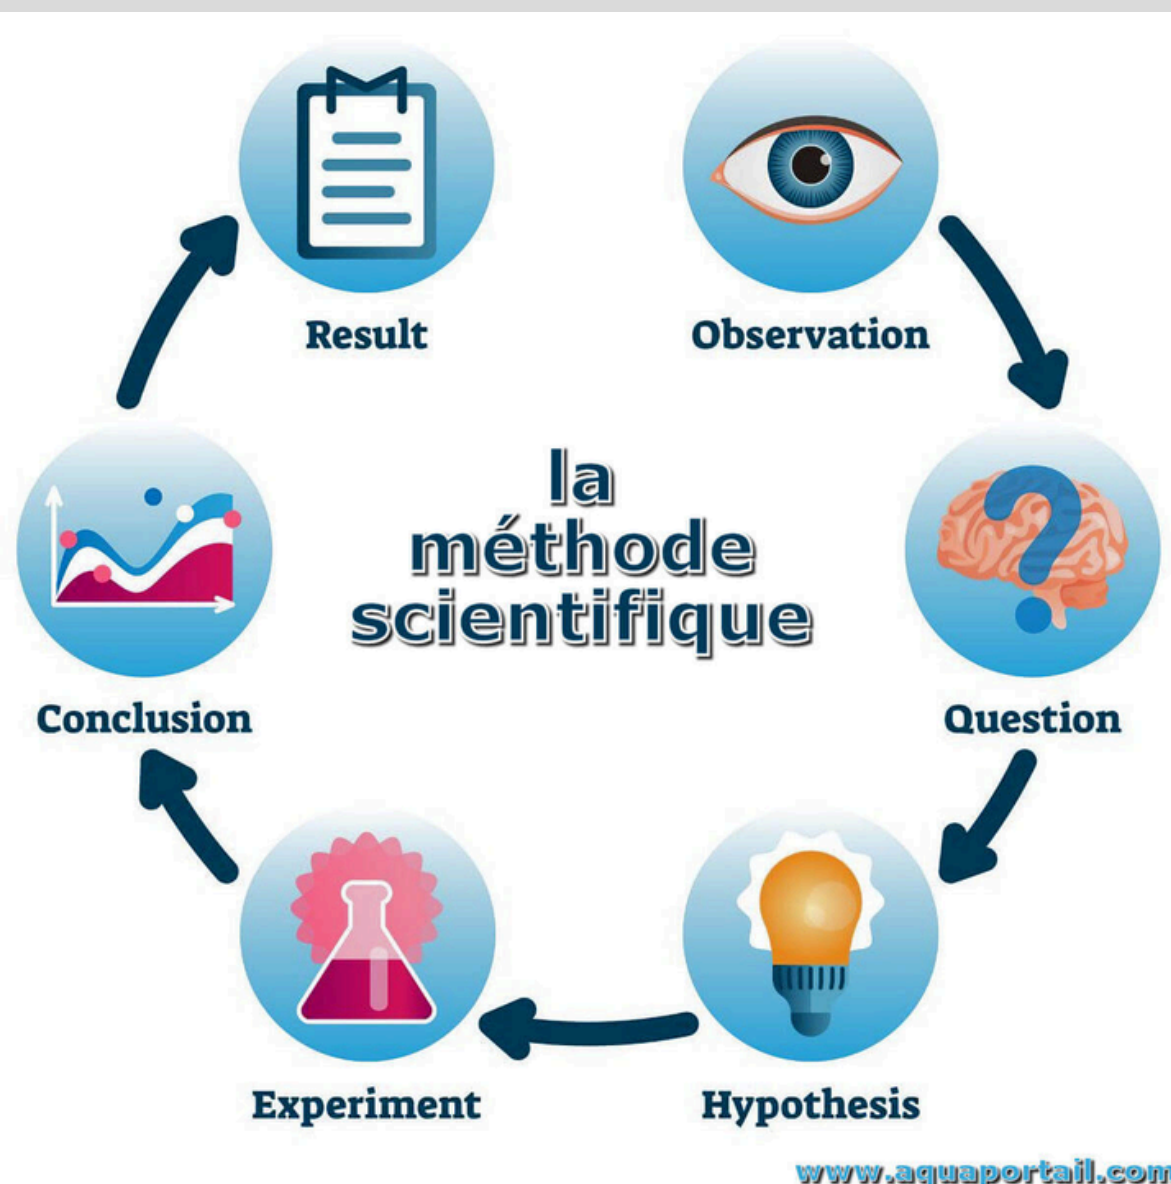 Result
Observation
la
méthode
scientifique
Conclusion
Question
Experiment
Hypothesis
www.aquaportail.com